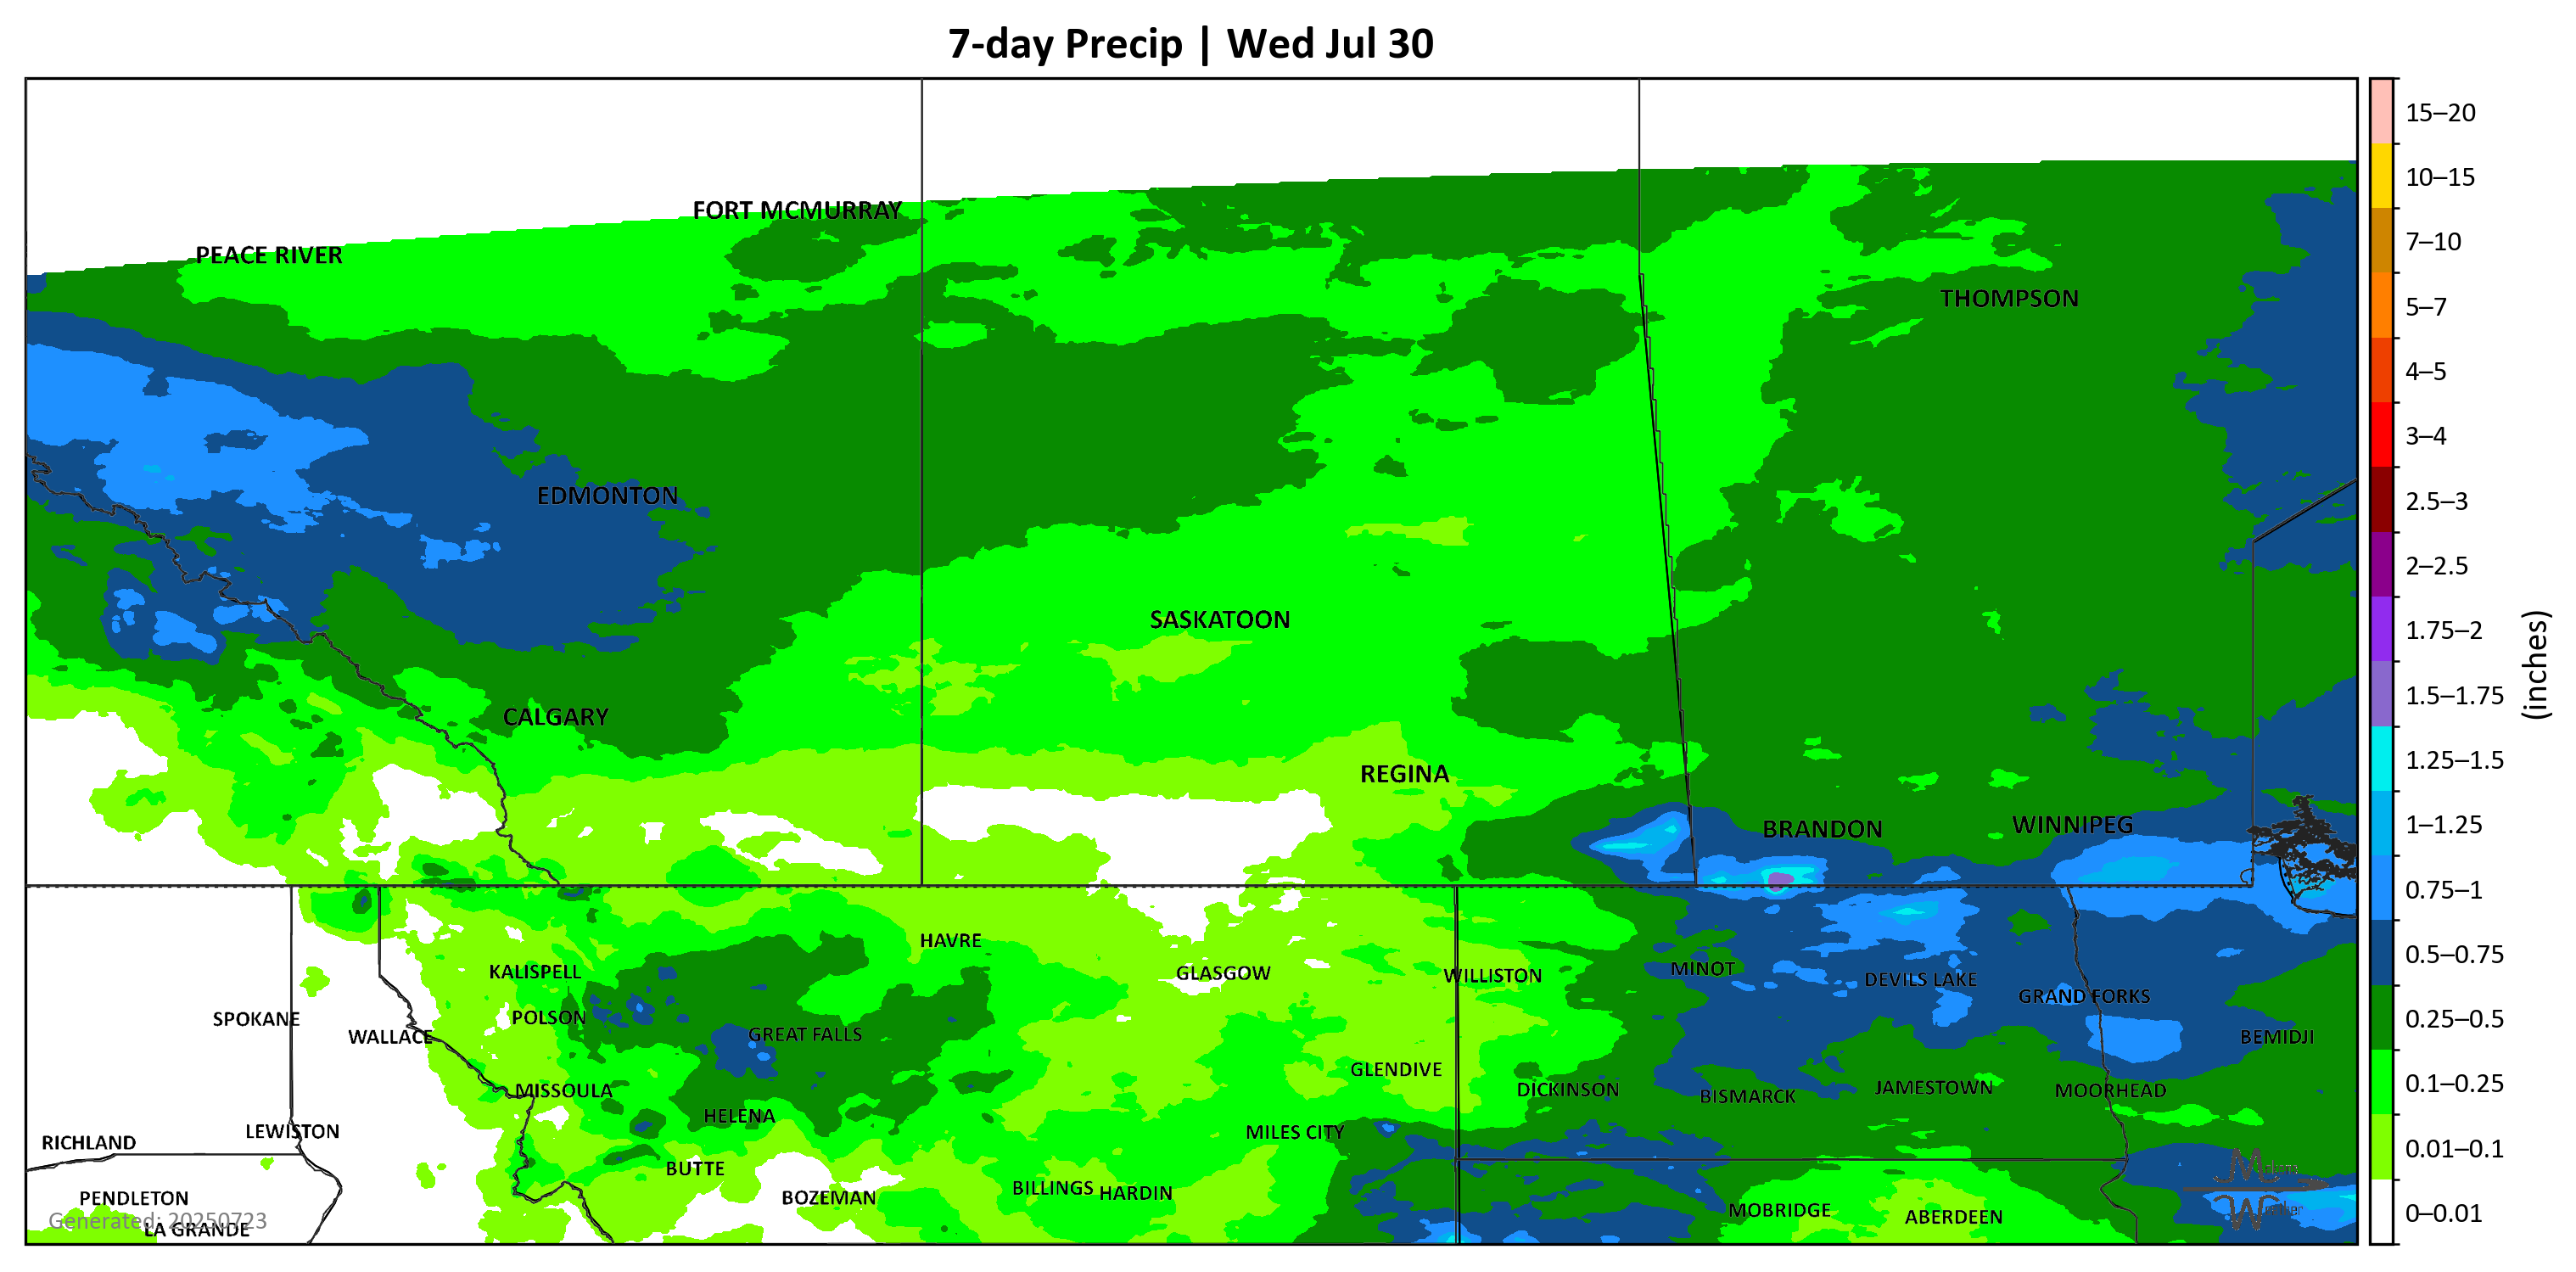 7-day Precip | Wed Jul 30
15–20
10–15
7–10
5–7
4–5
3–4
2.5–3
2–2.5
1.75–2
1.5–1.75
1.25–1.5
1–1.25
0.75–1
0.5–0.75
0.25–0.5
0.1–0.25
0.01–0.1
0–0.01
(inches)
FORT MCMURRAY
PEACE RIVER
THOMPSON
EDMONTON
SASKATOON
CALGARY
REGINA
BRANDON
WINNIPEG
HAVRE
KALISPELL
GLASGOW
WILLISTON
MINOT
DEVILS LAKE
GRAND FORKS
SPOKANE
POLSON
WALLACE
GREAT FALLS
BEMIDJI
GLENDIVE
MISSOULA
DICKINSON
BISMARCK
JAMESTOWN
MOORHEAD
HELENA
LEWISTON
RICHLAND
MILES CITY
BUTTE
BILLINGS
HARDIN
PENDLETON
BOZEMAN
MOBRIDGE
ABERDEEN
Generated: 20250723
LA GRANDE